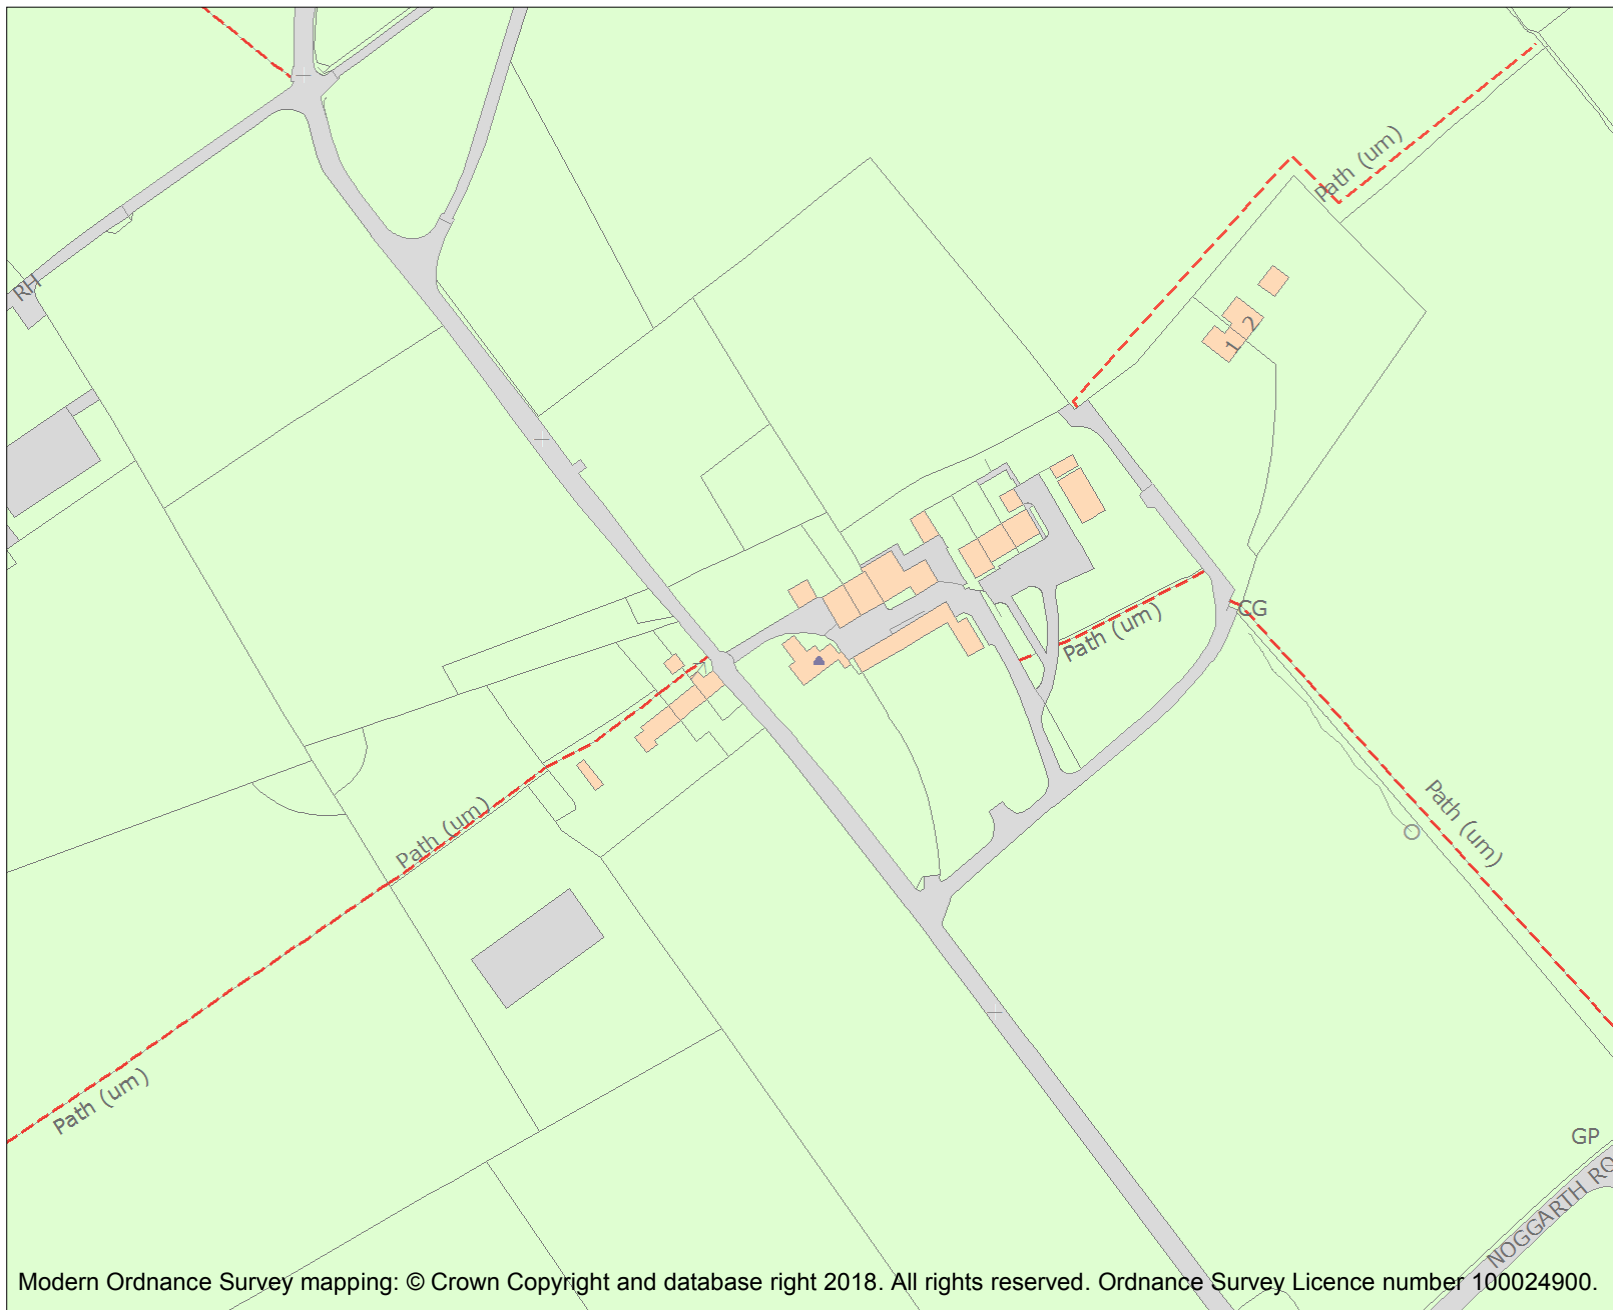 Path (um)
RH
2
1
CG
Path (um)
Path (um)
Path (um)
Path (um)
GP
NOGGARTH RO
Modern Ordnance Survey mapping: © Crown Copyright and database right 2018. All rights reserved. Ordnance Survey Licence number 100024900.